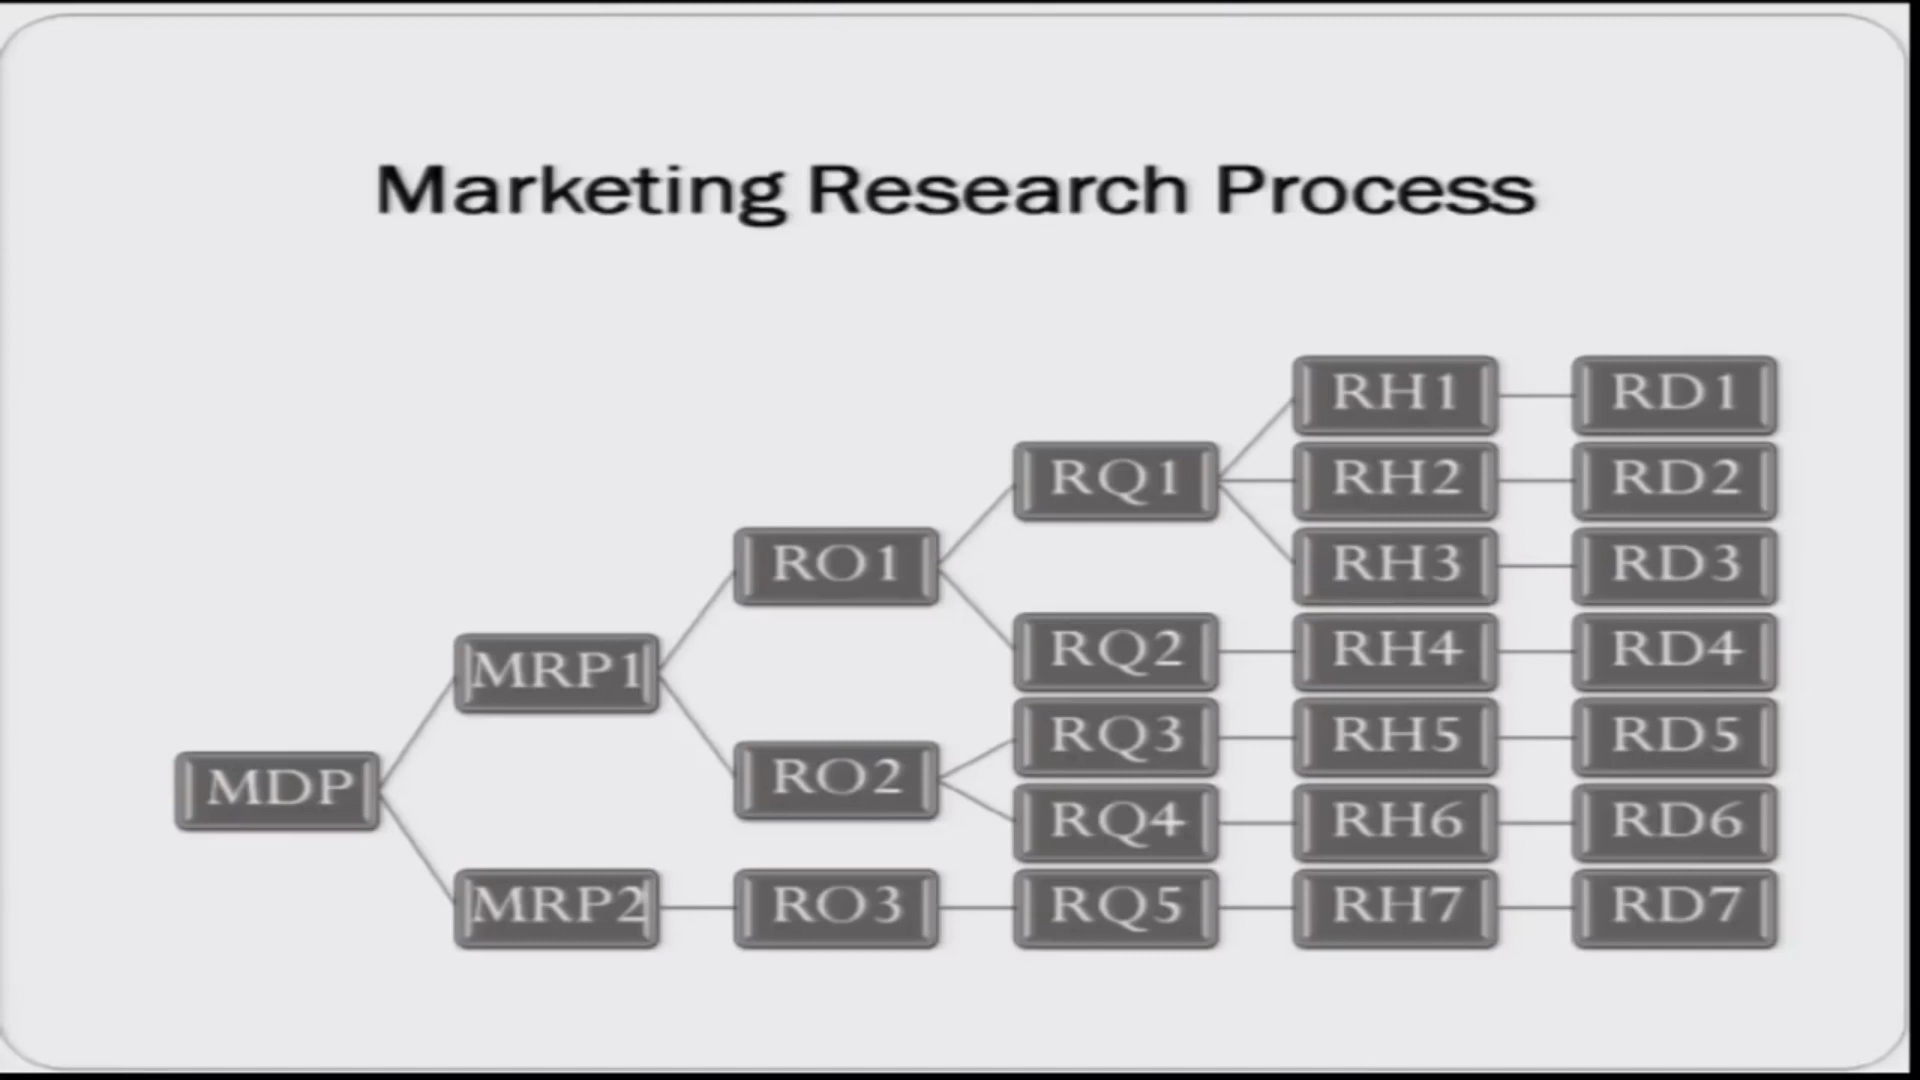 Marketing Research Process
RH1 RD1
RQ1 RH2 RD2
RO1 RH3 RD3
MRP1 RQ2 RH4 RD4
RQ3 RH5 RD5
MDP RO2 RQ4 RH6 RD6
MRP2 RO3 RQ5 RH7 RD7